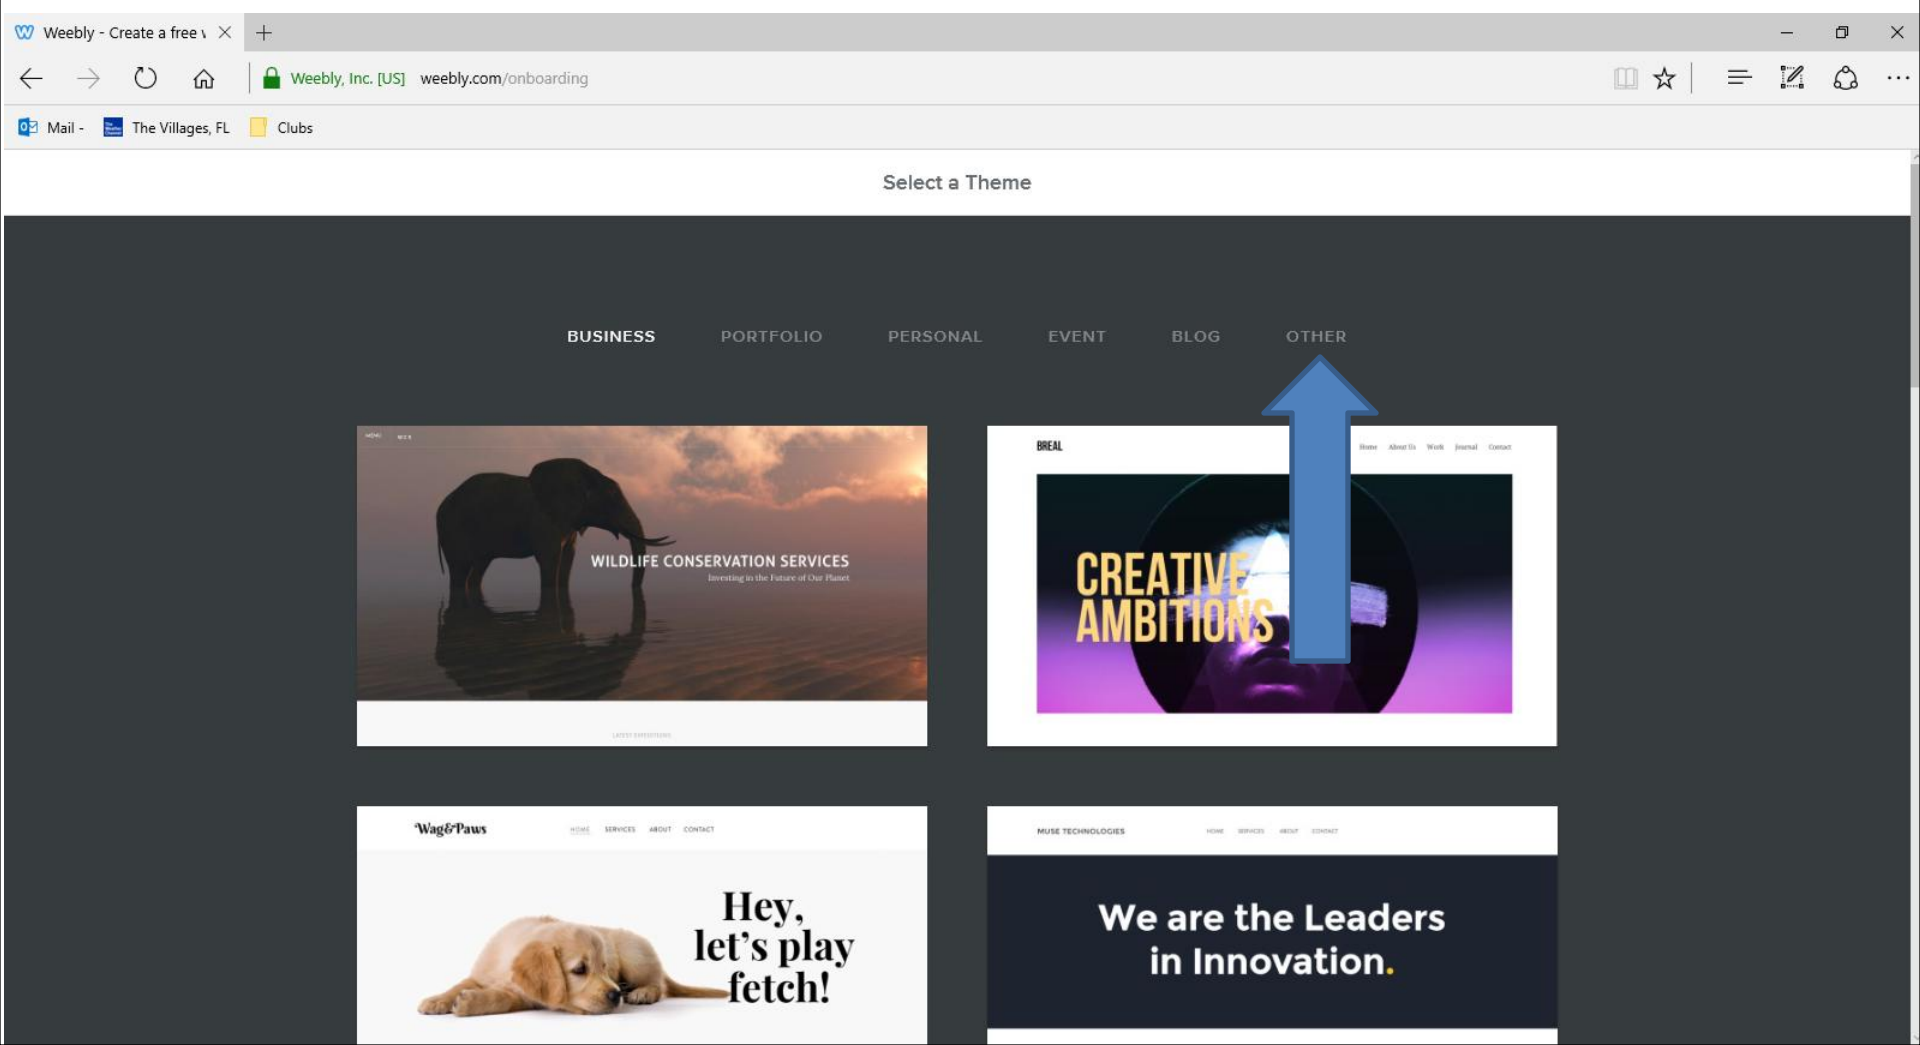 Weebly - Create a free
Weebly, Inc. [US] weebly.com/onboarding
Mail - The Villages, FL Clubs
Select a Theme
BUSINESS PORTFOLIO PERSONAL EVENT BLOG OTHER
MENU
WILDLIFE CONSERVATION SERVICES
Investing in the Future of Our Planet
LATEST EXPEDITIONS
BREAL Home About Us Work Journal Contact
CREATIVE
AMBITIONS
Wag&Paws HOME SERVICES ABOUT CONTACT
Hey,
let's play
fetch!
MUSE TECHNOLOGIES HOME SERVICES ABOUT CONTACT
We are the Leaders
in Innovation.